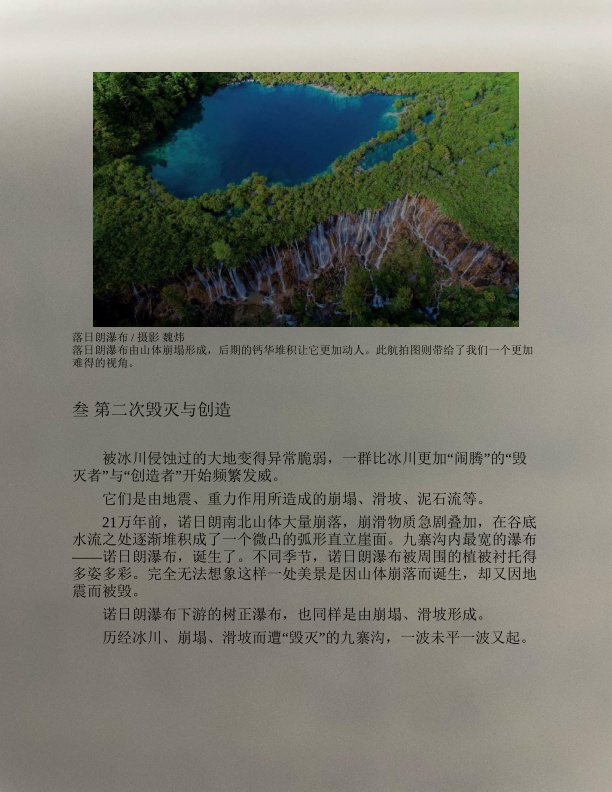 落日朗瀑布 / 摄影 魏炜
落日朗瀑布由山体崩塌形成，后期的钙华堆积让它更加动人。此航拍图则带给了我们一个更加
难得的视角。
叁 第二次毁灭与创造
被冰川侵蚀过的大地变得异常脆弱，一群比冰川更加“闹腾”的“毁
灭者”与“创造者”开始频繁发威。
它们是由地震、重力作用所造成的崩塌、滑坡、泥石流等。
21万年前，诺日朗南北山体大量崩落，崩滑物质急剧叠加，在谷底
水流之处逐渐堆积成了一个微凸的弧形直立崖面。九寨沟内最宽的瀑布
——诺日朗瀑布，诞生了。不同季节，诺日朗瀑布被周围的植被衬托得
多姿多彩。完全无法想象这样一处美景是因山体崩落而诞生，却又因地
震而被毁。
诺日朗瀑布下游的树正瀑布，也同样是由崩塌、滑坡形成。
历经冰川、崩塌、滑坡而遭“毁灭”的九寨沟，一波未平一波又起。